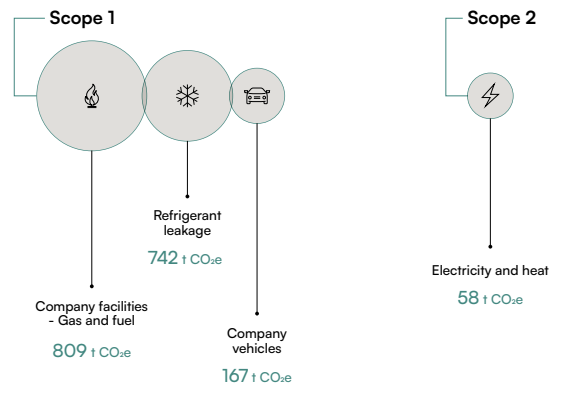 Scope 1
Scope 2
Refrigerant
leakage
742 t CO₂e
Electricity and heat
58 t CO₂e
Company facilities
- Gas and fuel
809 t CO₂e
Company
vehicles
167 t CO₂e